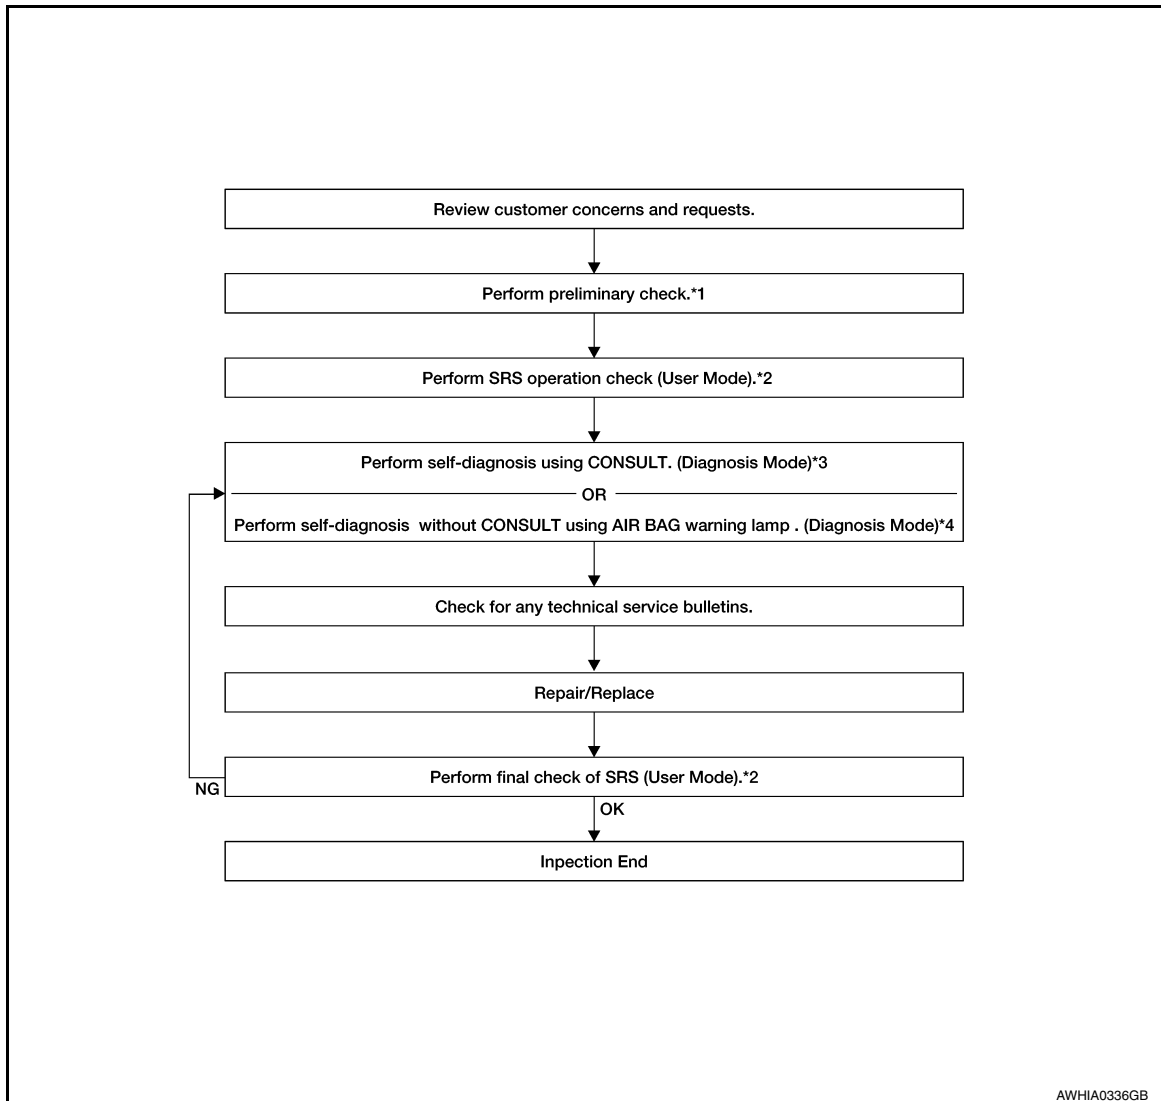 Review customer concerns and requests.
Perform preliminary check.*1
Perform SRS operation check (User Mode).*2
Perform self-diagnosis using CONSULT. (Diagnosis Mode)*3
OR
Perform self-diagnosis  without CONSULT using AIR BAG warning lamp . (Diagnosis Mode)*4
Check for any technical service bulletins.
Repair/Replace
Perform final check of SRS (User Mode).*2
NG
OK
Inpection End
AWHIA0336GB